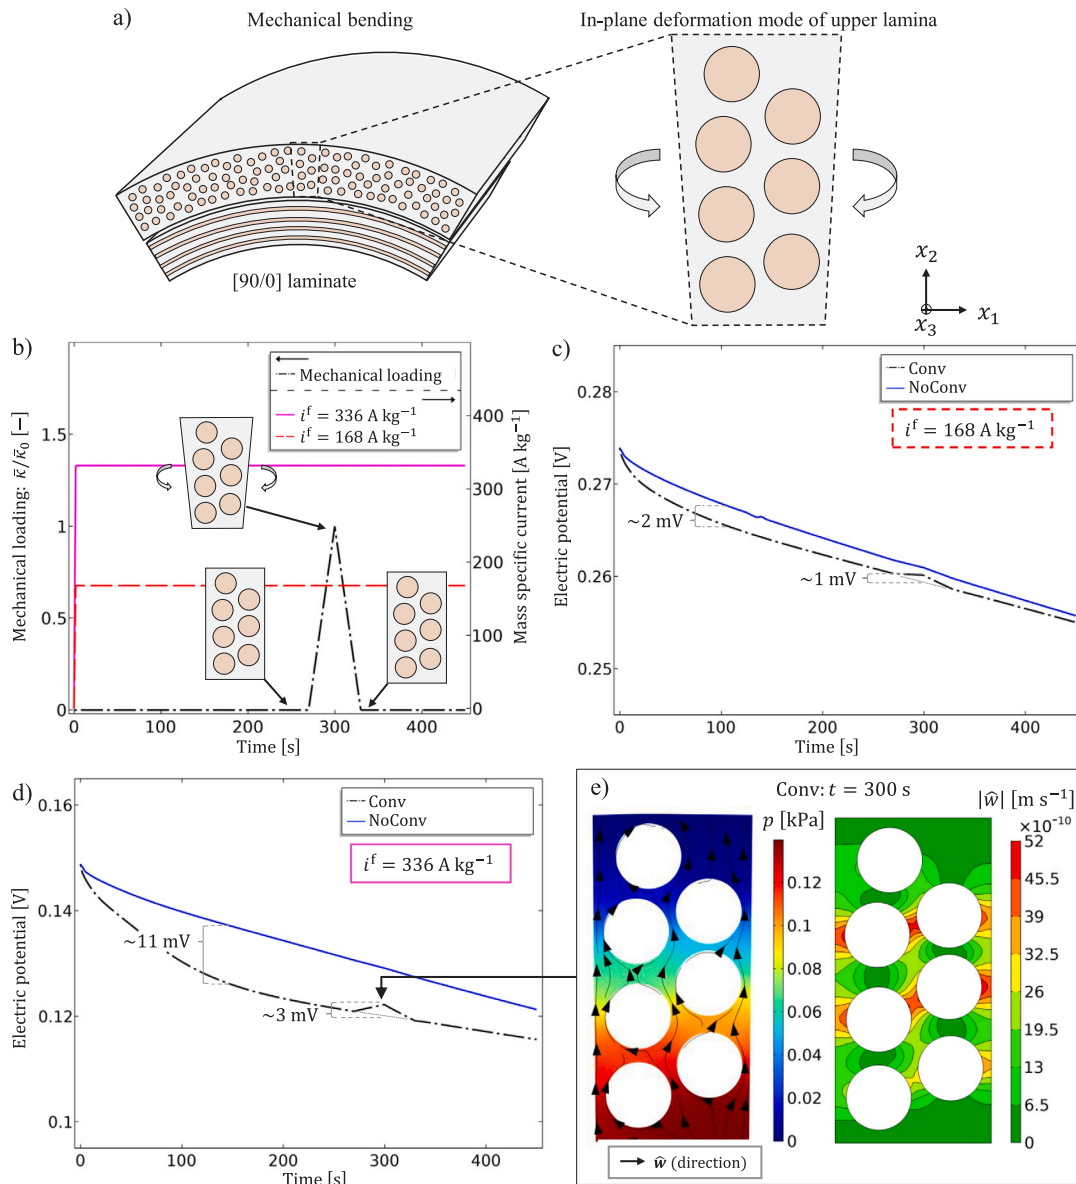 a)
Mechanical bending
In-plane deformation mode of upper lamina
[90/0] laminate
x₂
x₃
x₁
b)
Mechanical loading
iᶠ = 336 A kg⁻¹
iᶠ = 168 A kg⁻¹
Mechanical loading: κ̄/κ̄₀ [−]
1.5
1
0.5
0
400
300
200
100
0
Mass specific current [A kg⁻¹]
0 100 200 300 400
Time [s]
c)
Conv
NoConv
iᶠ = 168 A kg⁻¹
Electric potential [V]
0.28
0.27
0.26
0.25
~2 mV
~1 mV
0 100 200 300 400
Time [s]
d)
Conv
NoConv
iᶠ = 336 A kg⁻¹
Electric potential [V]
0.16
0.14
0.12
0.1
~11 mV
~3 mV
0 100 200 300 400
Time [s]
e)
Conv: t = 300 s
p [kPa]
0.12
0.1
0.08
0.06
0.04
0.02
0
|ŵ| [m s⁻¹]
×10⁻¹⁰
52
45.5
39
32.5
26
19.5
13
6.5
0
ŵ (direction)